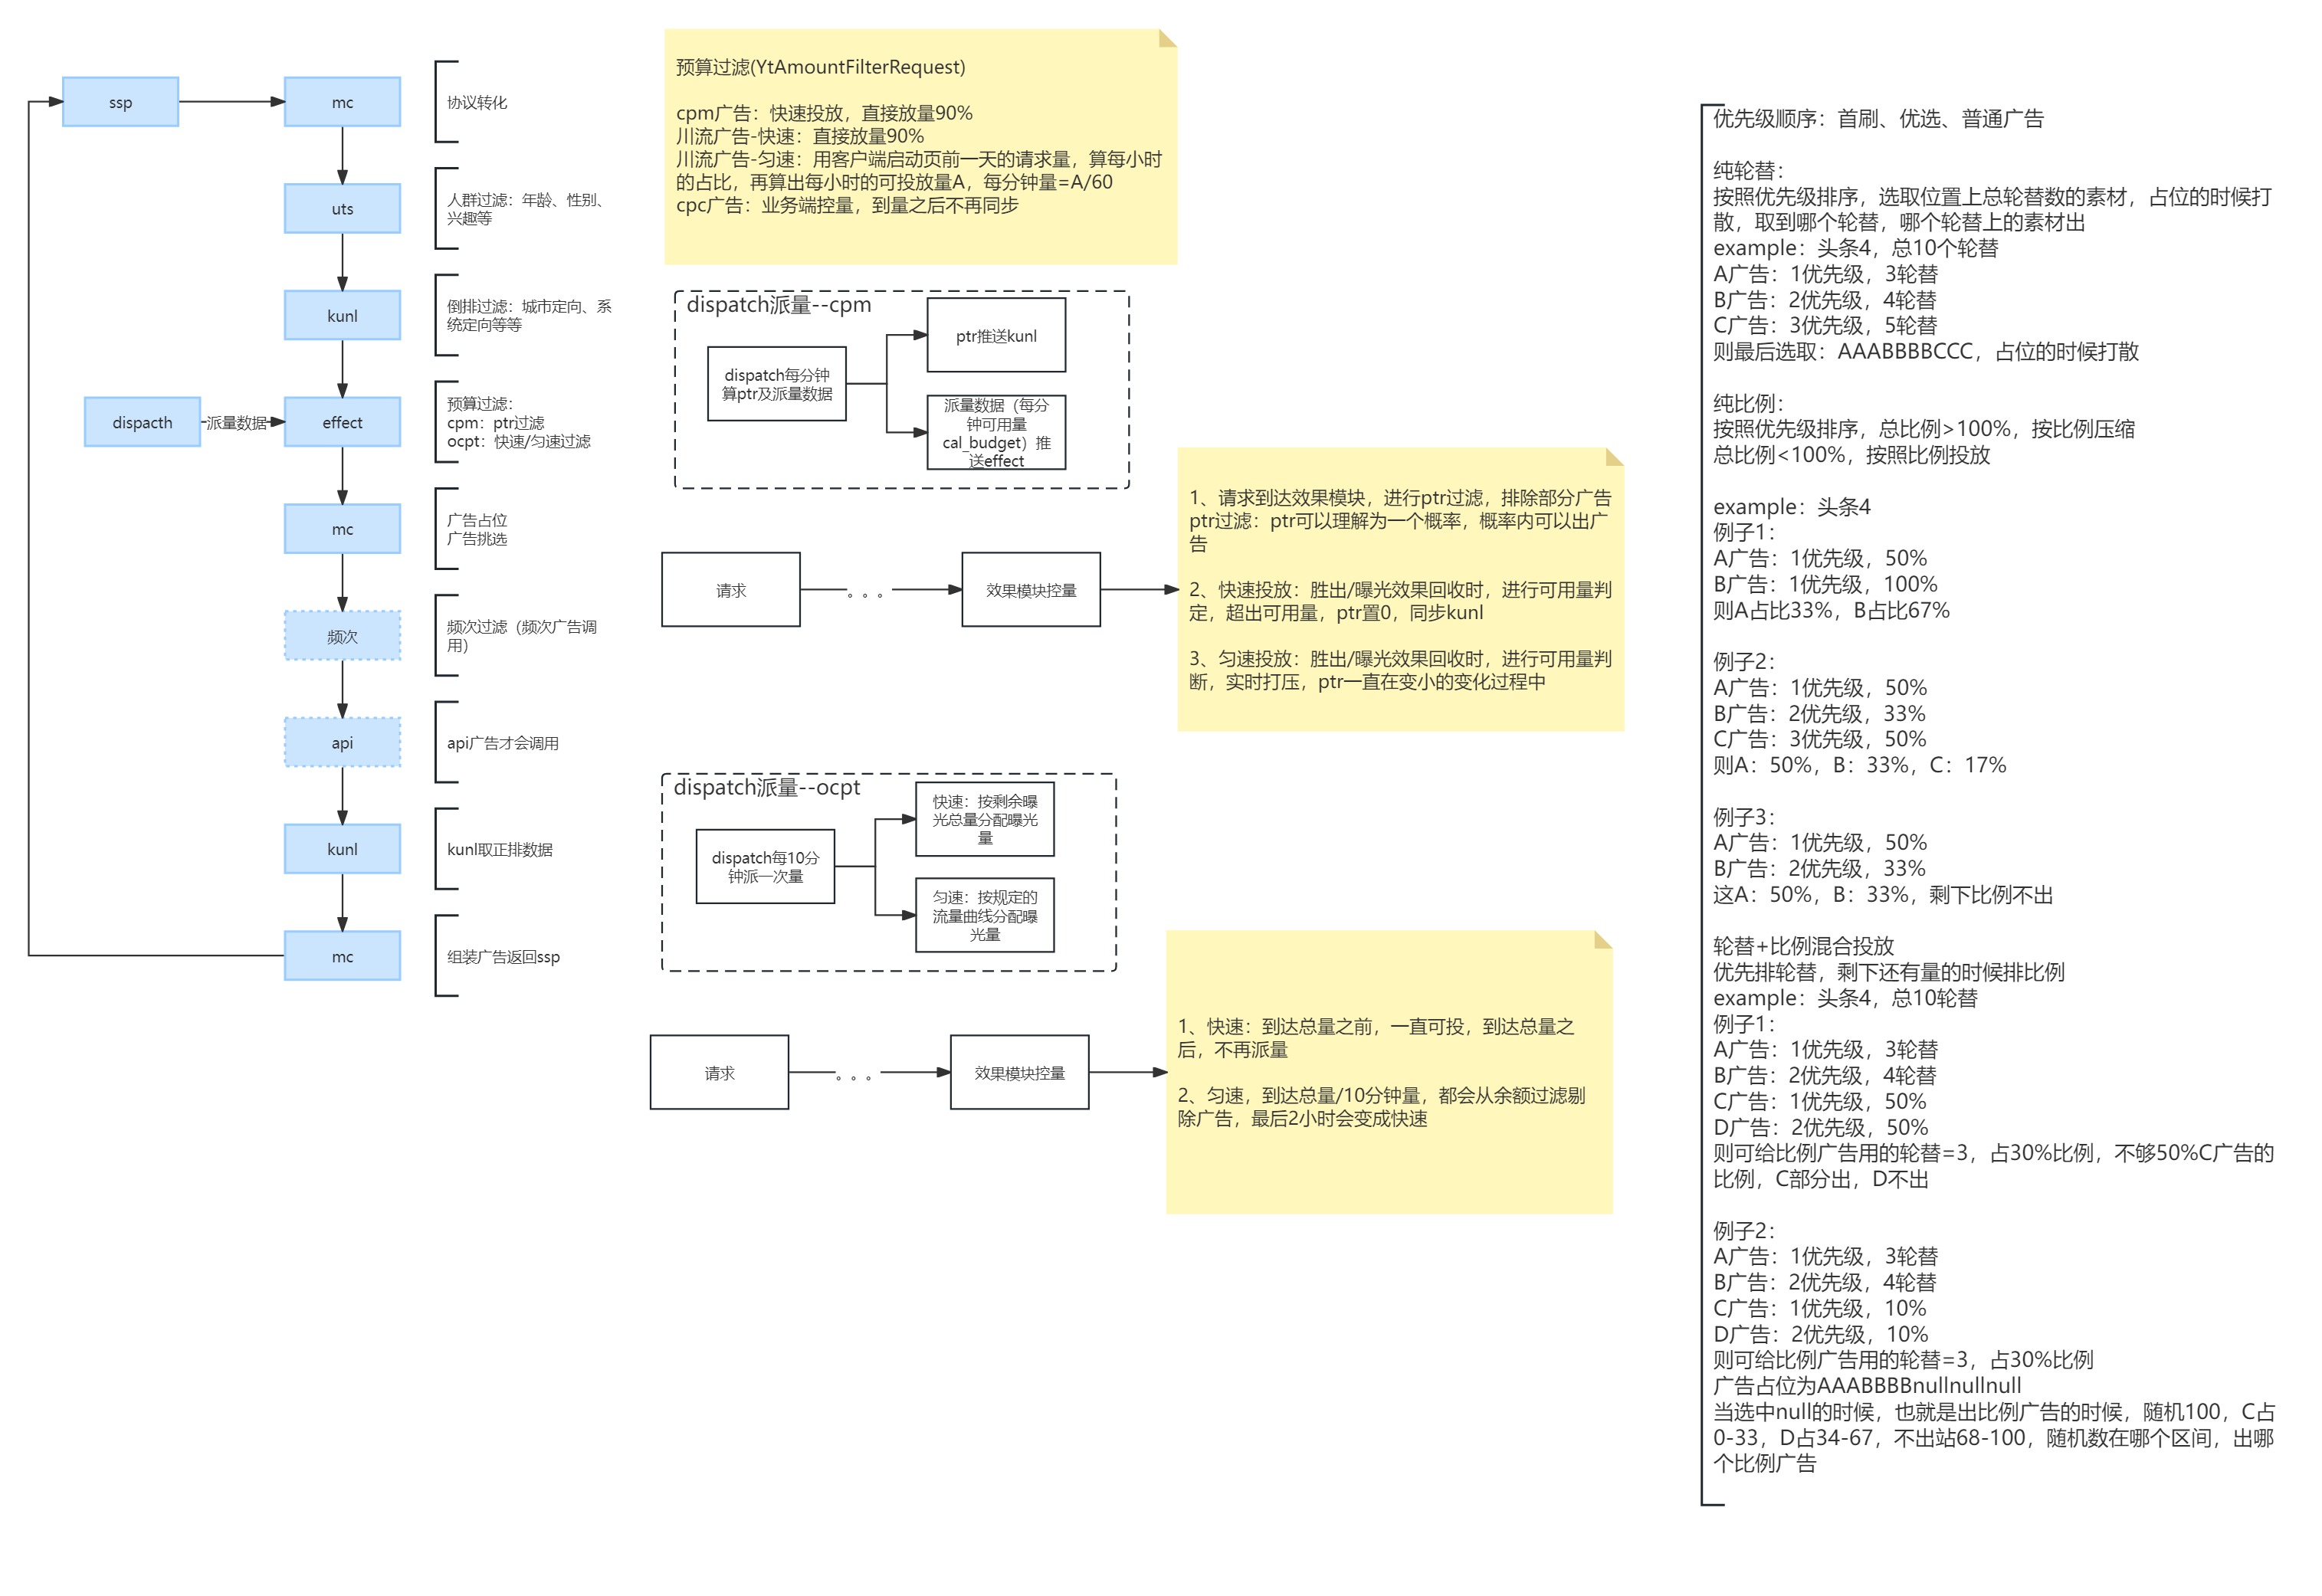 ssp
mc
协议转化
uts
人群过滤：年龄、性别、
兴趣等
kunl
倒排过滤：城市定向、系
统定向等等
dispacth
派量数据
effect
预算过滤：
cpm：ptr过滤
ocpt：快速/匀速过滤
mc
广告占位
广告挑选
频次
频次过滤（频次广告调
用）
api
api广告才会调用
kunl
kunl取正排数据
mc
组装广告返回ssp
预算过滤(YtAmountFilterRequest)
cpm广告：快速投放，直接放量90%
川流广告-快速：直接放量90%
川流广告-匀速：用客户端启动页前一天的请求量，算每小时
的占比，再算出每小时的可投放量A，每分钟量=A/60
cpc广告：业务端控量，到量之后不再同步
dispatch派量--cpm
dispatch每分钟
算ptr及派量数据
ptr推送kunl
派量数据（每分
钟可用量
cal_budget）推
送effect
请求
。。。
效果模块控量
1、请求到达效果模块，进行ptr过滤，排除部分广告
ptr过滤：ptr可以理解为一个概率，概率内可以出广
告
2、快速投放：胜出/曝光效果回收时，进行可用量判
定，超出可用量，ptr置0，同步kunl
3、匀速投放：胜出/曝光效果回收时，进行可用量判
断，实时打压，ptr一直在变小的变化过程中
dispatch派量--ocpt
dispatch每10分
钟派一次量
快速：按剩余曝
光总量分配曝光
量
匀速：按规定的
流量曲线分配曝
光量
请求
。。。
效果模块控量
1、快速：到达总量之前，一直可投，到达总量之
后，不再派量
2、匀速，到达总量/10分钟量，都会从余额过滤剔
除广告，最后2小时会变成快速
优先级顺序：首刷、优选、普通广告
纯轮替：
按照优先级排序，选取位置上总轮替数的素材，占位的时候打
散，取到哪个轮替，哪个轮替上的素材出
example：头条4，总10个轮替
A广告：1优先级，3轮替
B广告：2优先级，4轮替
C广告：3优先级，5轮替
则最后选取：AAABBBBCCC，占位的时候打散
纯比例：
按照优先级排序，总比例>100%，按比例压缩
总比例<100%，按照比例投放
example：头条4
例子1：
A广告：1优先级，50%
B广告：1优先级，100%
则A占比33%，B占比67%
例子2：
A广告：1优先级，50%
B广告：2优先级，33%
C广告：3优先级，50%
则A：50%，B：33%，C：17%
例子3：
A广告：1优先级，50%
B广告：2优先级，33%
这A：50%，B：33%，剩下比例不出
轮替+比例混合投放
优先排轮替，剩下还有量的时候排比例
example：头条4，总10轮替
例子1：
A广告：1优先级，3轮替
B广告：2优先级，4轮替
C广告：1优先级，50%
D广告：2优先级，50%
则可给比例广告用的轮替=3，占30%比例，不够50%C广告的
比例，C部分出，D不出
例子2：
A广告：1优先级，3轮替
B广告：2优先级，4轮替
C广告：1优先级，10%
D广告：2优先级，10%
则可给比例广告用的轮替=3，占30%比例
广告占位为AAABBBBnullnullnull
当选中null的时候，也就是出比例广告的时候，随机100，C占
0-33，D占34-67，不出站68-100，随机数在哪个区间，出哪
个比例广告